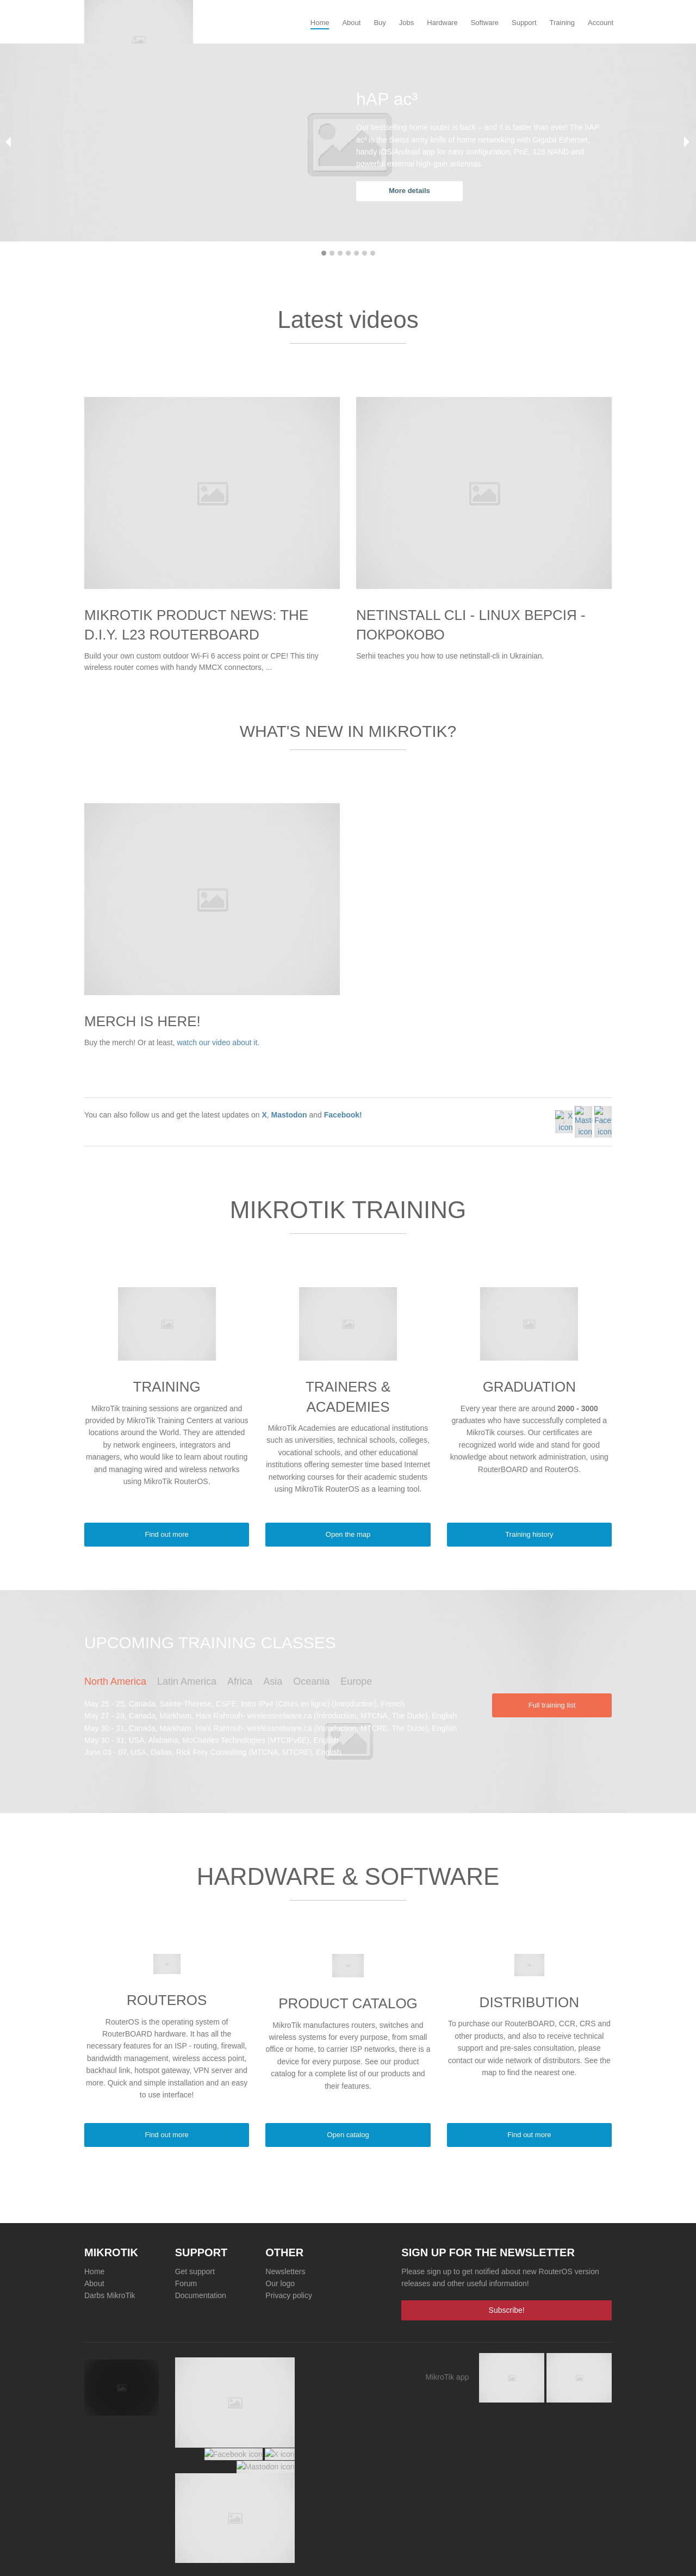 Home About Buy Jobs Hardware Software Support Training Account
hAP ac³
Our bestselling home router is back – and it is faster than ever! The hAP
ac³ is the Swiss army knife of home networking with Gigabit Ethernet,
handy iOS/Android app for easy configuration, PoE, 128 NAND and
powerful external high-gain antennas.
More details
Latest videos
MIKROTIK PRODUCT NEWS: THE
D.I.Y. L23 ROUTERBOARD
Build your own custom outdoor Wi-Fi 6 access point or CPE! This tiny
wireless router comes with handy MMCX connectors, ...
NETINSTALL CLI - LINUX ВЕРСІЯ -
ПОКРОКОВО
Serhii teaches you how to use netinstall-cli in Ukrainian.
WHAT'S NEW IN MIKROTIK?
MERCH IS HERE!
Buy the merch! Or at least, watch our video about it.
You can also follow us and get the latest updates on X, Mastodon and Facebook!
X
icon
Mast
icon
Face
icon
MIKROTIK TRAINING
TRAINING
MikroTik training sessions are organized and
provided by MikroTik Training Centers at various
locations around the World. They are attended
by network engineers, integrators and
managers, who would like to learn about routing
and managing wired and wireless networks
using MikroTik RouterOS.
Find out more
TRAINERS &
ACADEMIES
MikroTik Academies are educational institutions
such as universities, technical schools, colleges,
vocational schools, and other educational
institutions offering semester time based Internet
networking courses for their academic students
using MikroTik RouterOS as a learning tool.
Open the map
GRADUATION
Every year there are around 2000 - 3000
graduates who have successfully completed a
MikroTik courses. Our certificates are
recognized world wide and stand for good
knowledge about network administration, using
RouterBOARD and RouterOS.
Training history
UPCOMING TRAINING CLASSES
North America Latin America Africa Asia Oceania Europe
May 25 - 25, Canada, Sainte-Therese, CSPE, Intro IPv4 (Cours en ligne) (Introduction), French
May 27 - 29, Canada, Markham, Hani Rahrouh- wirelessnetware.ca (Introduction, MTCNA, The Dude), English
May 30 - 31, Canada, Markham, Hani Rahrouh- wirelessnetware.ca (Introduction, MTCRE, The Dude), English
May 30 - 31, USA, Alabama, McCharles Technologies (MTCIPv6E), English
June 03 - 07, USA, Dallas, Rick Frey Consulting (MTCNA, MTCRE), English
Full training list
HARDWARE & SOFTWARE
ROUTEROS
RouterOS is the operating system of
RouterBOARD hardware. It has all the
necessary features for an ISP - routing, firewall,
bandwidth management, wireless access point,
backhaul link, hotspot gateway, VPN server and
more. Quick and simple installation and an easy
to use interface!
Find out more
PRODUCT CATALOG
MikroTik manufactures routers, switches and
wireless systems for every purpose, from small
office or home, to carrier ISP networks, there is a
device for every purpose. See our product
catalog for a complete list of our products and
their features.
Open catalog
DISTRIBUTION
To purchase our RouterBOARD, CCR, CRS and
other products, and also to receive technical
support and pre-sales consultation, please
contact our wide network of distributors. See the
map to find the nearest one.
Find out more
MIKROTIK
Home
About
Darbs MikroTik
SUPPORT
Get support
Forum
Documentation
OTHER
Newsletters
Our logo
Privacy policy
SIGN UP FOR THE NEWSLETTER
Please sign up to get notified about new RouterOS version
releases and other useful information!
Subscribe!
Facebook icon X icon
Mastodon icon
MikroTik app